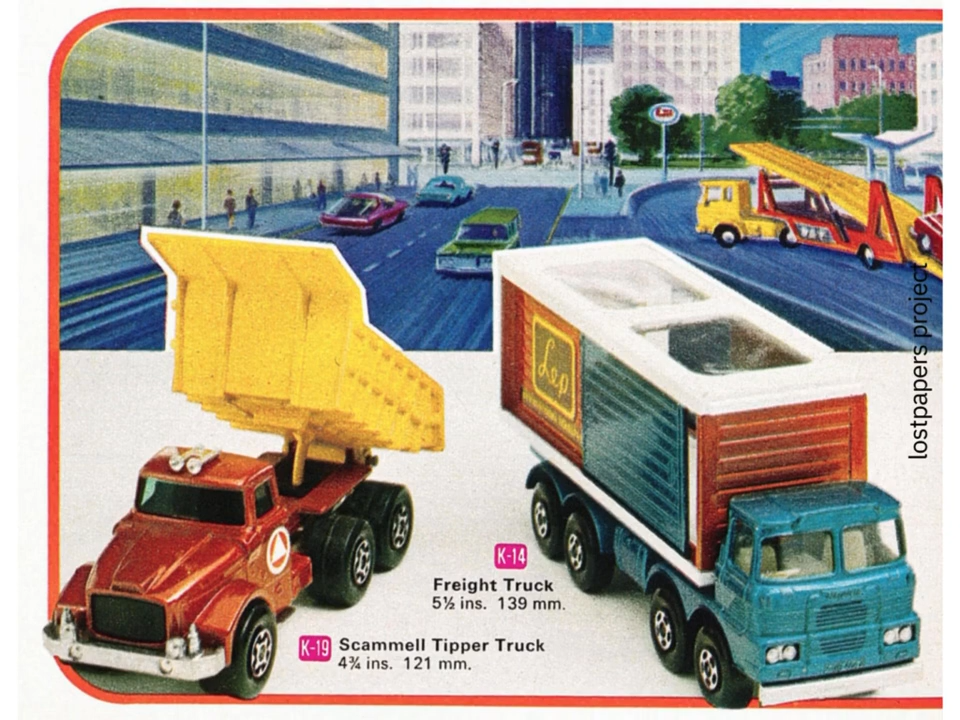 Lep
K-14
Freight Truck
5½ ins. 139 mm.
K-19
Scammell Tipper Truck
4¾ ins. 121 mm.
lostpapers project